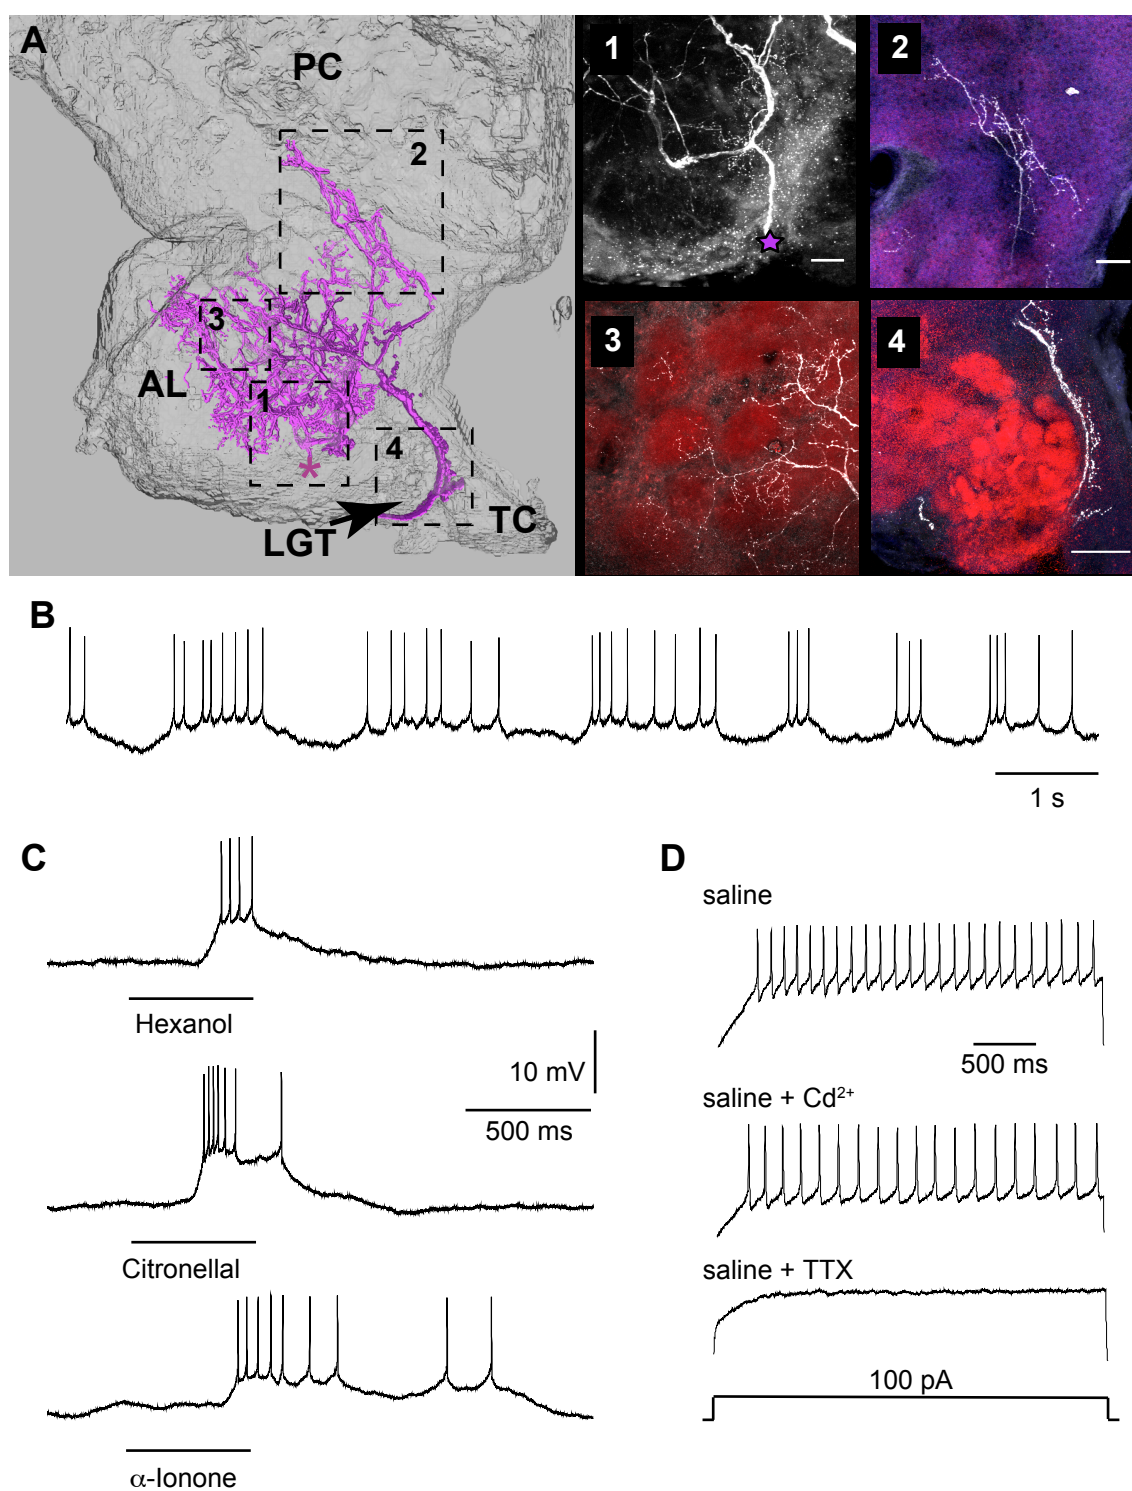 A
PC
2
3
AL
1
4
LGT
TC
1
2
3
4
B
1 s
C
Hexanol
10 mV
500 ms
Citronellal
α-Ionone
D
saline
500 ms
saline + Cd²⁺
saline + TTX
100 pA